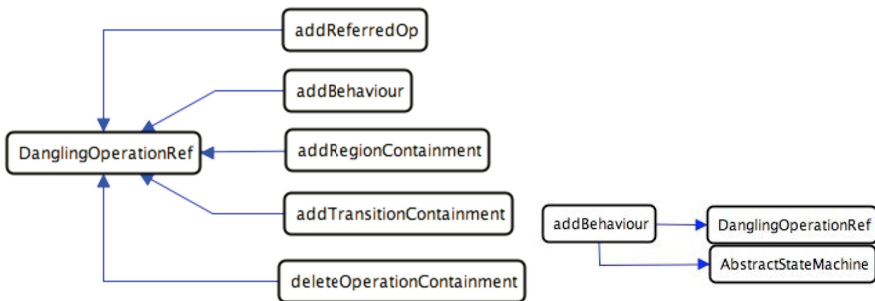 addReferredOp
addBehaviour
DanglingOperationRef
addRegionContainment
addTransitionContainment
deleteOperationContainment
addBehaviour
DanglingOperationRef
AbstractStateMachine